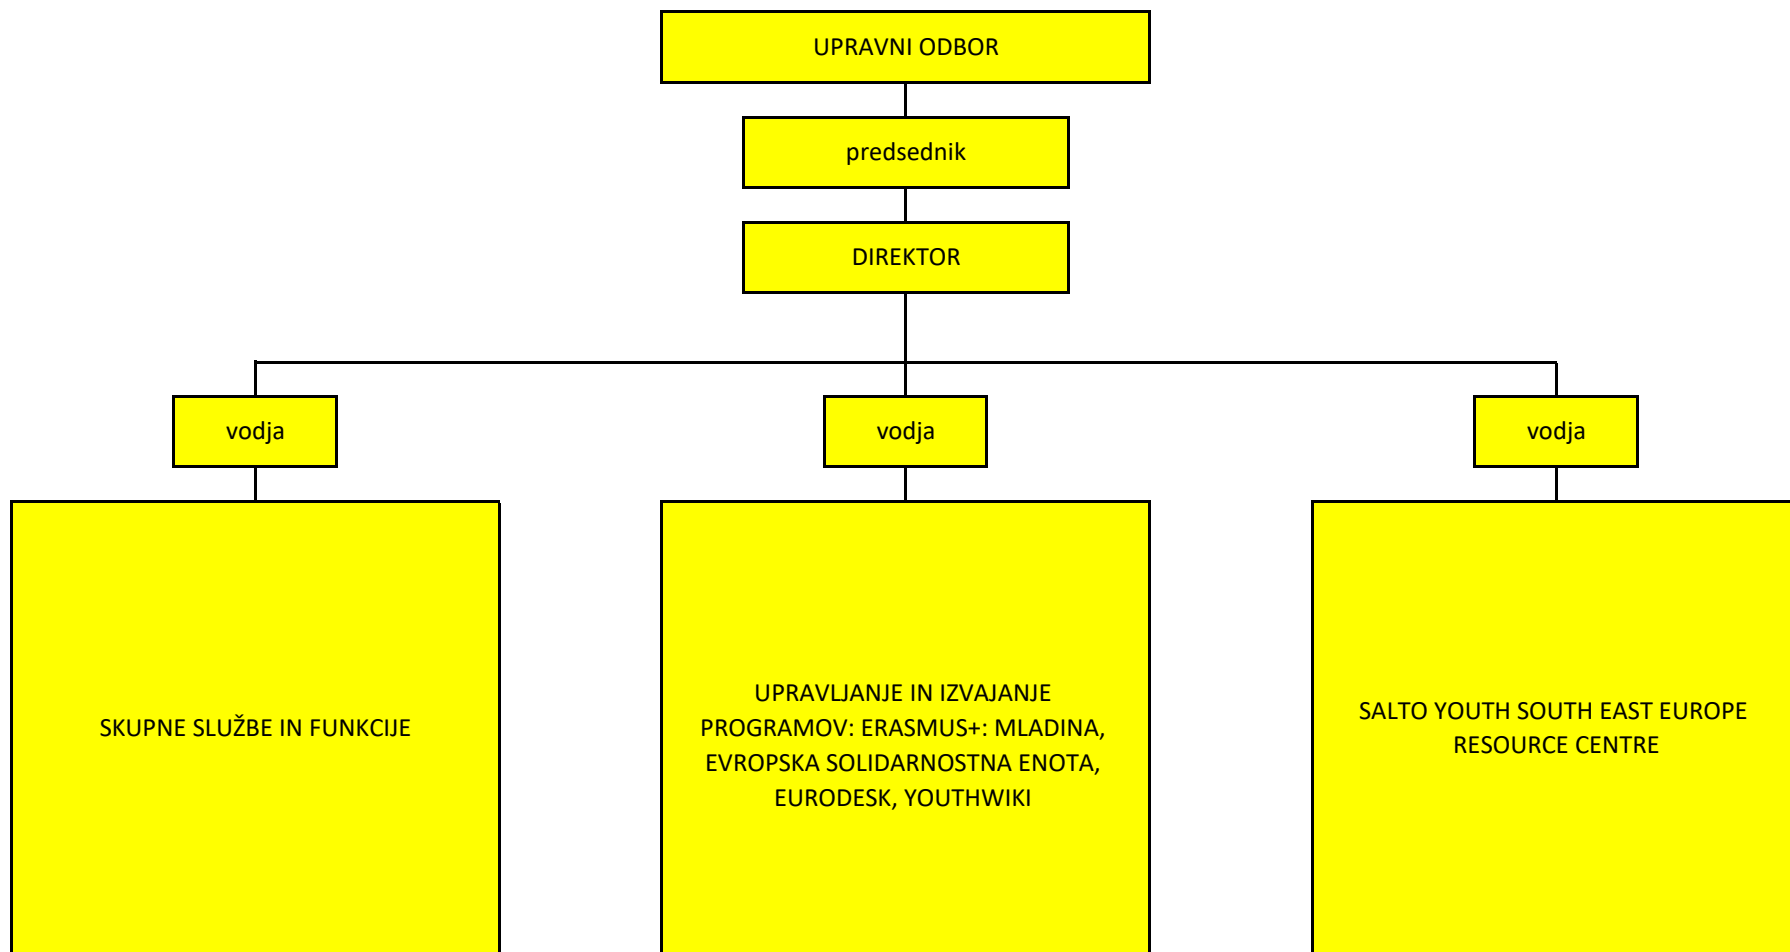 UPRAVNI ODBOR
predsednik
DIREKTOR
vodja
vodja
vodja
SKUPNE SLUŽBE IN FUNKCIJE
UPRAVLJANJE IN IZVAJANJE
PROGRAMOV: ERASMUS+: MLADINA,
EVROPSKA SOLIDARNOSTNA ENOTA,
EURODESK, YOUTHWIKI
SALTO YOUTH SOUTH EAST EUROPE
RESOURCE CENTRE